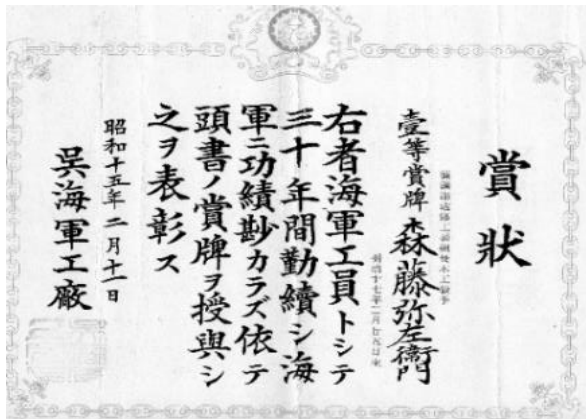 賞狀
壹等賞牌 森藤弥左衛門
右者海軍工員トシテ
三十年間勤續シ海
軍ニ功績尠カラズ依テ
頭書ノ賞牌ヲ授與シ
之ヲ表彰ス
昭和十五年二月十一日
呉海軍工廠